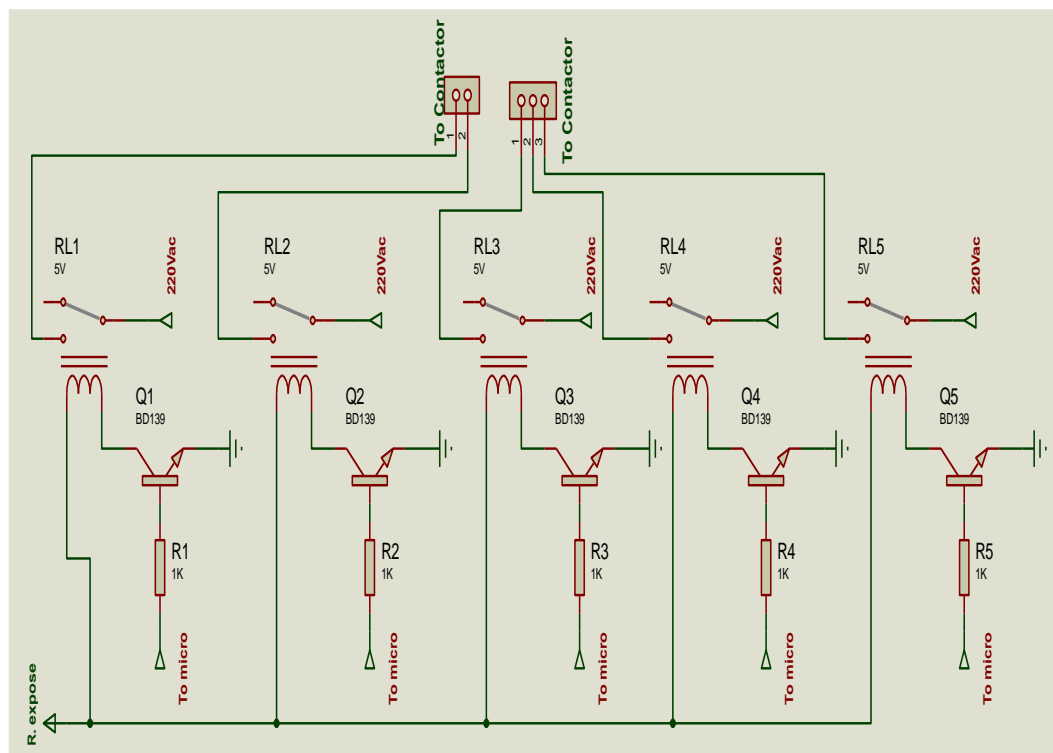 To Contactor
1
2
To Contactor
1
2
3
RL1
5V
220Vac
RL2
5V
220Vac
RL3
5V
220Vac
RL4
5V
220Vac
RL5
5V
220Vac
Q1
BD139
Q2
BD139
Q3
BD139
Q4
BD139
Q5
BD139
R1
1K
R2
1K
R3
1K
R4
1K
R5
1K
To micro
To micro
To micro
To micro
To micro
R. expose